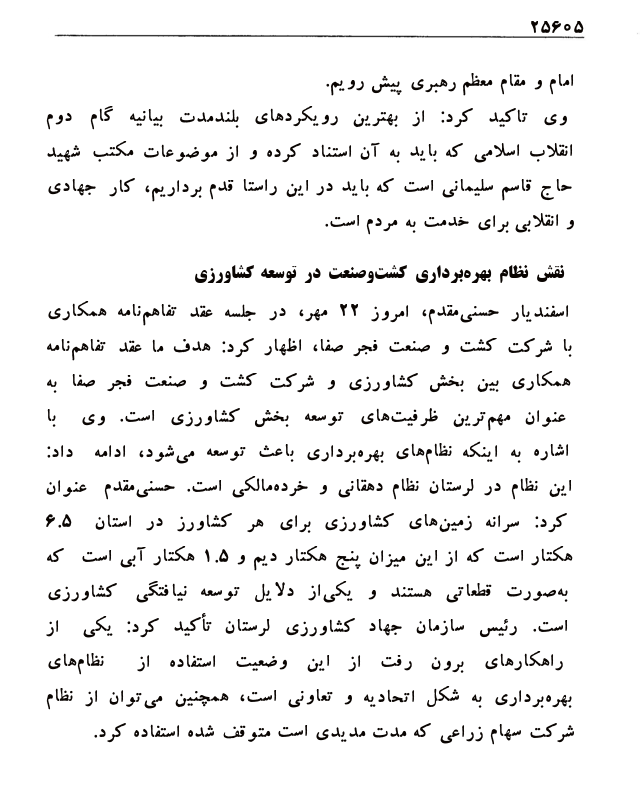 ۲۵۶۰۵
امام و مقام معظم رهبری پیش رویم.
وی تاکید کرد: از بهترین رویکردهای بلندمدت بیانیه گام دوم
انقلاب اسلامی که باید به آن استناد کرده و از موضوعات مکتب شهید
حاج قاسم سلیمانی است که باید در این راستا قدم برداریم، کار جهادی
و انقلابی برای خدمت به مردم است.
نقش نظام بهره‌برداری کشت‌وصنعت در توسعه کشاورزی
اسفندیار حسنی‌مقدم، امروز ۲۲ مهر، در جلسه عقد تفاهم‌نامه همکاری
با شرکت کشت و صنعت فجر صفا، اظهار کرد: هدف ما عقد تفاهم‌نامه
همکاری بین بخش کشاورزی و شرکت کشت و صنعت فجر صفا به
عنوان مهم‌ترین ظرفیت‌های توسعه بخش کشاورزی است. وی با
اشاره به اینکه نظام‌های بهره‌برداری باعث توسعه می‌شود، ادامه داد:
این نظام در لرستان نظام دهقانی و خرده‌مالکی است. حسنی‌مقدم عنوان
کرد: سرانه زمین‌های کشاورزی برای هر کشاورز در استان ۶.۵
هکتار است که از این میزان پنج هکتار دیم و ۱.۵ هکتار آبی است که
به‌صورت قطعاتی هستند و یکی‌از دلایل توسعه نیافتگی کشاورزی
است. رئیس سازمان جهاد کشاورزی لرستان تأکید کرد: یکی از
راهکارهای برون رفت از این وضعیت استفاده از نظام‌های
بهره‌برداری به شکل اتحادیه و تعاونی است، همچنین می‌توان از نظام
شرکت سهام زراعی که مدت مدیدی است متوقف شده استفاده کرد.